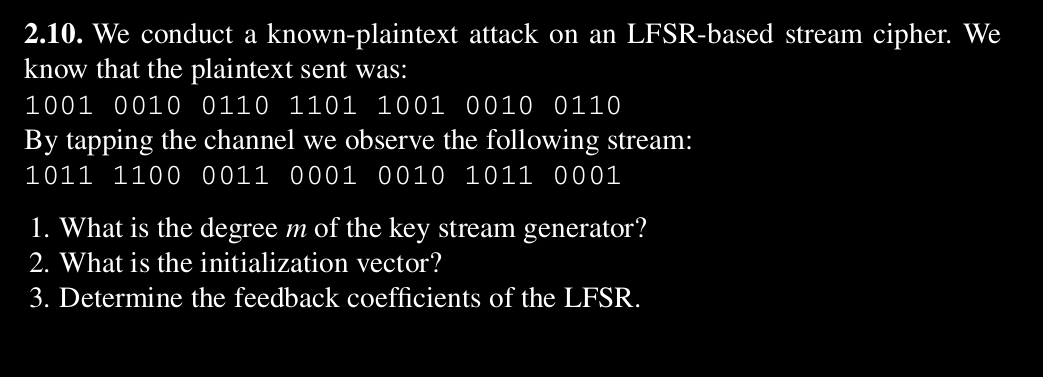 2.10. We conduct a known-plaintext attack on an LFSR-based stream cipher. We
know that the plaintext sent was:
1001 0010 0110 1101 1001 0010 0110
By tapping the channel we observe the following stream:
1011 1100 0011 0001 0010 1011 0001
1. What is the degree m of the key stream generator?
2. What is the initialization vector?
3. Determine the feedback coefficients of the LFSR.